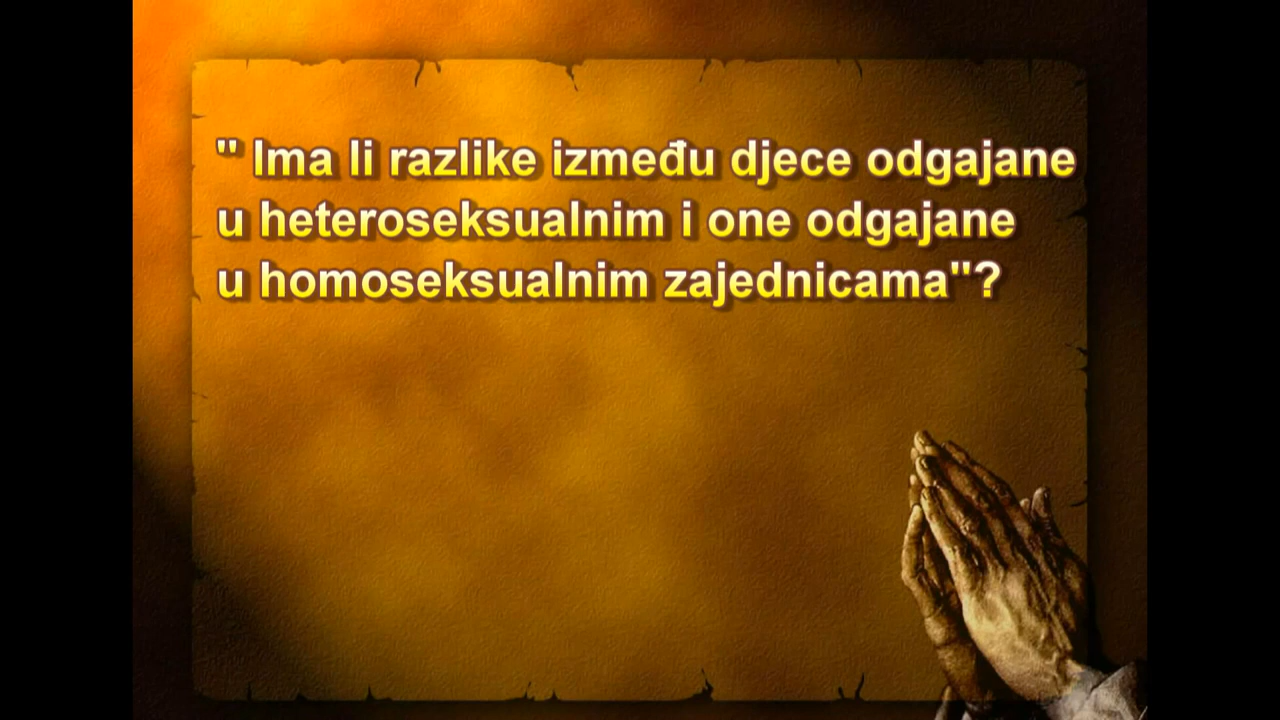 " Ima li razlike između djece odgajane
u heteroseksualnim i one odgajane
u homoseksualnim zajednicama"?